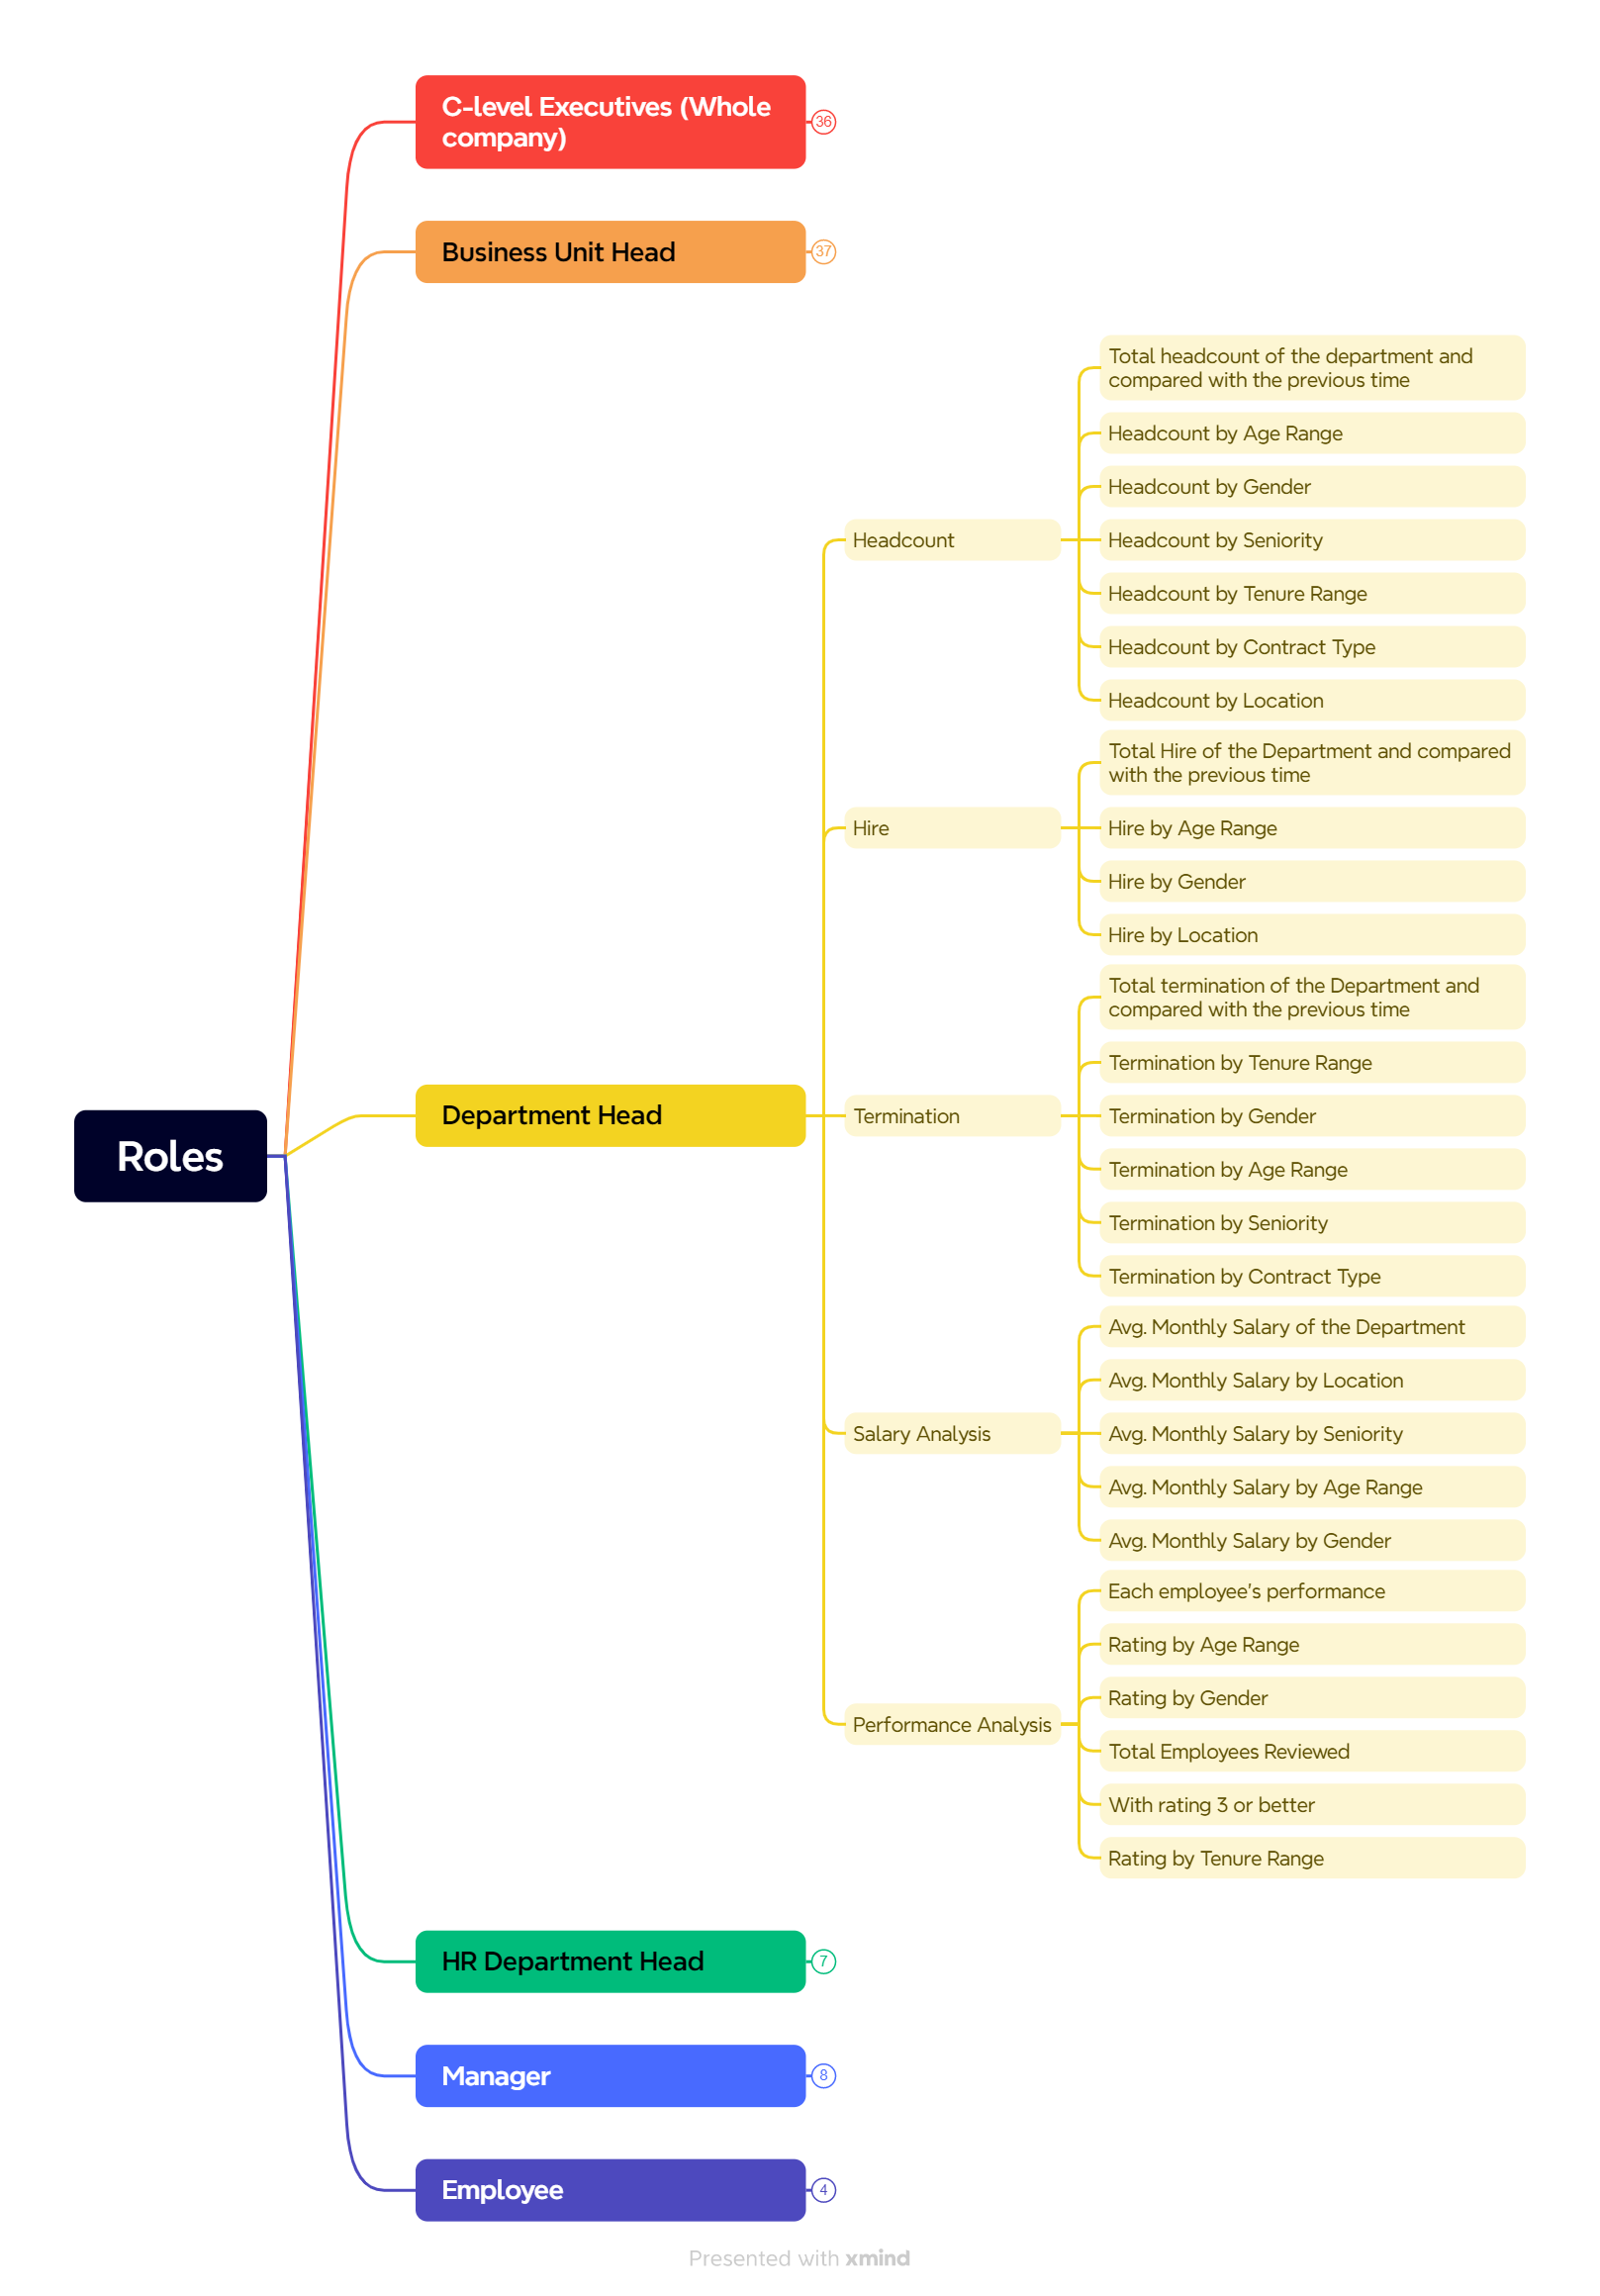 C-level Executives (Whole
company)
36
Business Unit Head
37
Total headcount of the department and
compared with the previous time
Headcount by Age Range
Headcount by Gender
Headcount
Headcount by Seniority
Headcount by Tenure Range
Headcount by Contract Type
Headcount by Location
Total Hire of the Department and compared
with the previous time
Hire
Hire by Age Range
Hire by Gender
Hire by Location
Total termination of the Department and
compared with the previous time
Termination by Tenure Range
Roles
Department Head
Termination
Termination by Gender
Termination by Age Range
Termination by Seniority
Termination by Contract Type
Avg. Monthly Salary of the Department
Avg. Monthly Salary by Location
Salary Analysis
Avg. Monthly Salary by Seniority
Avg. Monthly Salary by Age Range
Avg. Monthly Salary by Gender
Each employee's performance
Rating by Age Range
Rating by Gender
Performance Analysis
Total Employees Reviewed
With rating 3 or better
Rating by Tenure Range
HR Department Head
7
Manager
8
Employee
4
Presented with xmind